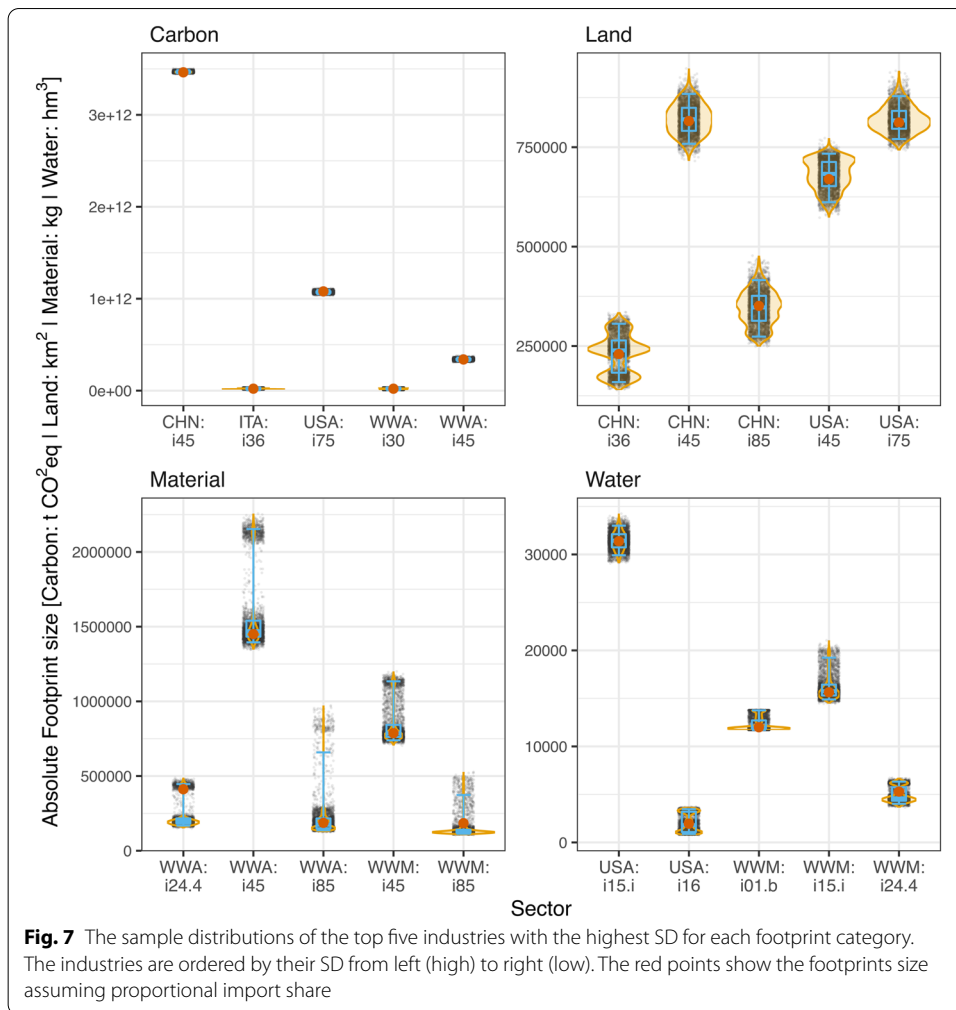 Absolute Footprint size [Carbon: t CO²eq | Land: km² | Material: kg | Water: hm³]
Carbon
3e+12
2e+12
1e+12
0e+00
CHN: ITA: USA: WWA: WWA:
i45 i36 i75 i30 i45
Land
750000
500000
250000
CHN: CHN: CHN: USA: USA:
i36 i45 i85 i45 i75
Material
2000000
1500000
1000000
500000
0
WWA: WWA: WWA: WWM: WWM:
i24.4 i45 i85 i45 i85
Water
30000
20000
10000
0
USA: USA: WWM: WWM: WWM:
i15.i i16 i01.b i15.i i24.4
Sector
Fig. 7 The sample distributions of the top five industries with the highest SD for each footprint category.
The industries are ordered by their SD from left (high) to right (low). The red points show the footprints size
assuming proportional import share